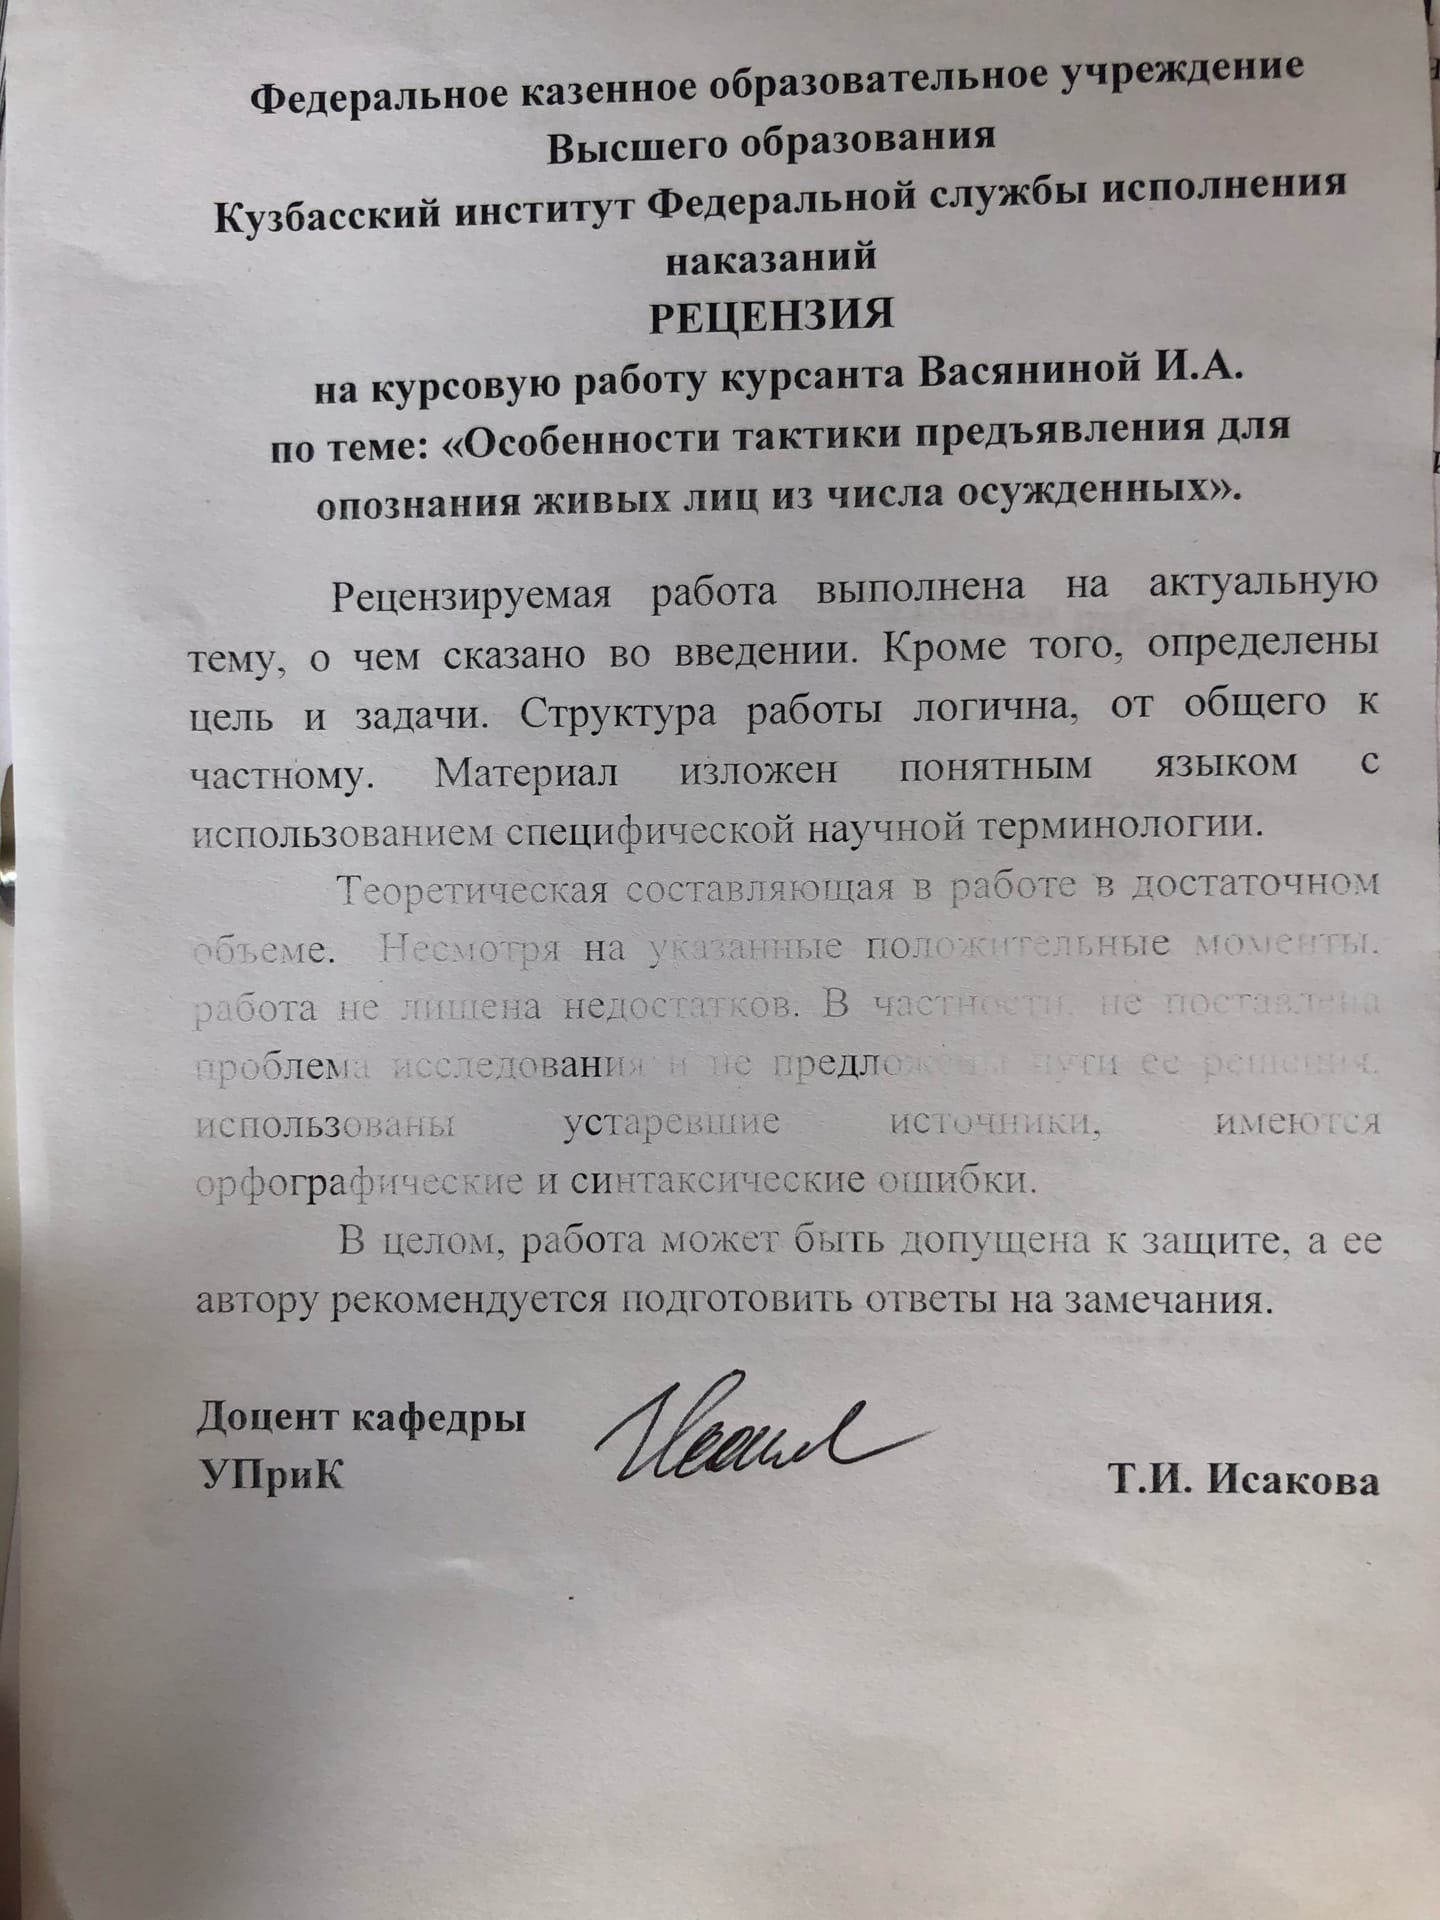 Федеральное казенное образовательное учреждение
Высшего образования
Кузбасский институт Федеральной службы исполнения
наказаний
РЕЦЕНЗИЯ
на курсовую работу курсанта Васяниной И.А.
по теме: «Особенности тактики предъявления для
опознания живых лиц из числа осужденных».
Рецензируемая работа выполнена на актуальную
тему, о чем сказано во введении. Кроме того, определены
цель и задачи. Структура работы логична, от общего к
частному. Материал изложен понятным языком с
использованием специфической научной терминологии.
Теоретическая составляющая в работе в достаточном
объеме. Несмотря на указанные положительные моменты,
работа не лишена недостатков. В частности, не поставлена
проблема исследования и не предложены пути ее решения,
использованы устаревшие источники, имеются
орфографические и синтаксические ошибки.
В целом, работа может быть допущена к защите, а ее
автору рекомендуется подготовить ответы на замечания.
Доцент кафедры
УПриК Т.И. Исакова